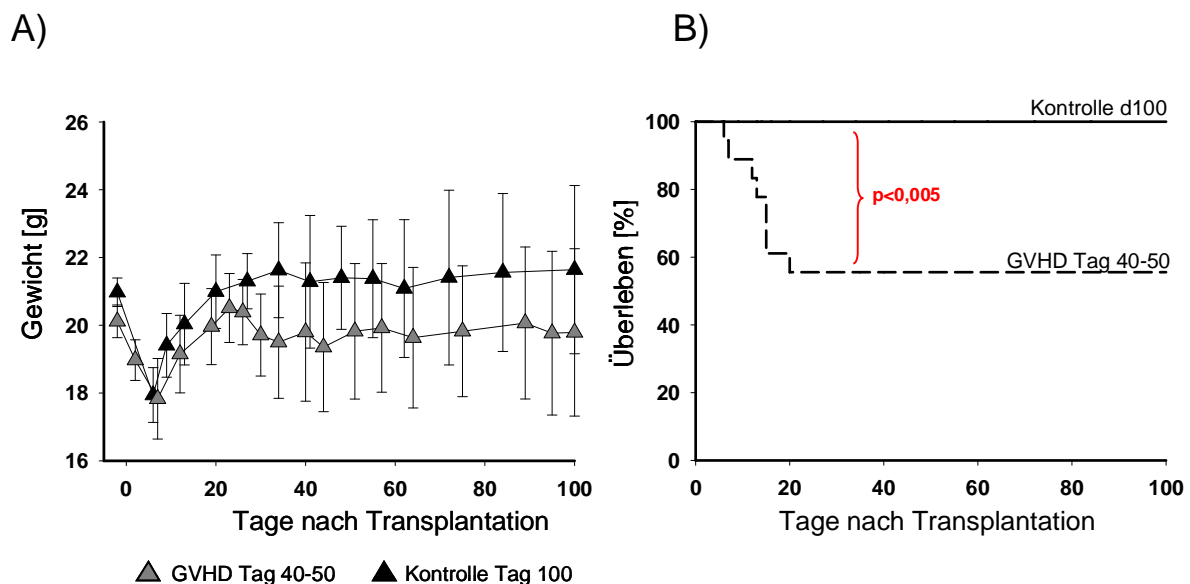 A)
B)
26
24
22
20
18
16
Gewicht [g]
0 20 40 60 80 100
Tage nach Transplantation
GVHD Tag 40-50 Kontrolle Tag 100
Kontrolle d100
100
80
60
40
20
0
Überleben [%]
p<0,005
GVHD Tag 40-50
0 20 40 60 80 100
Tage nach Transplantation